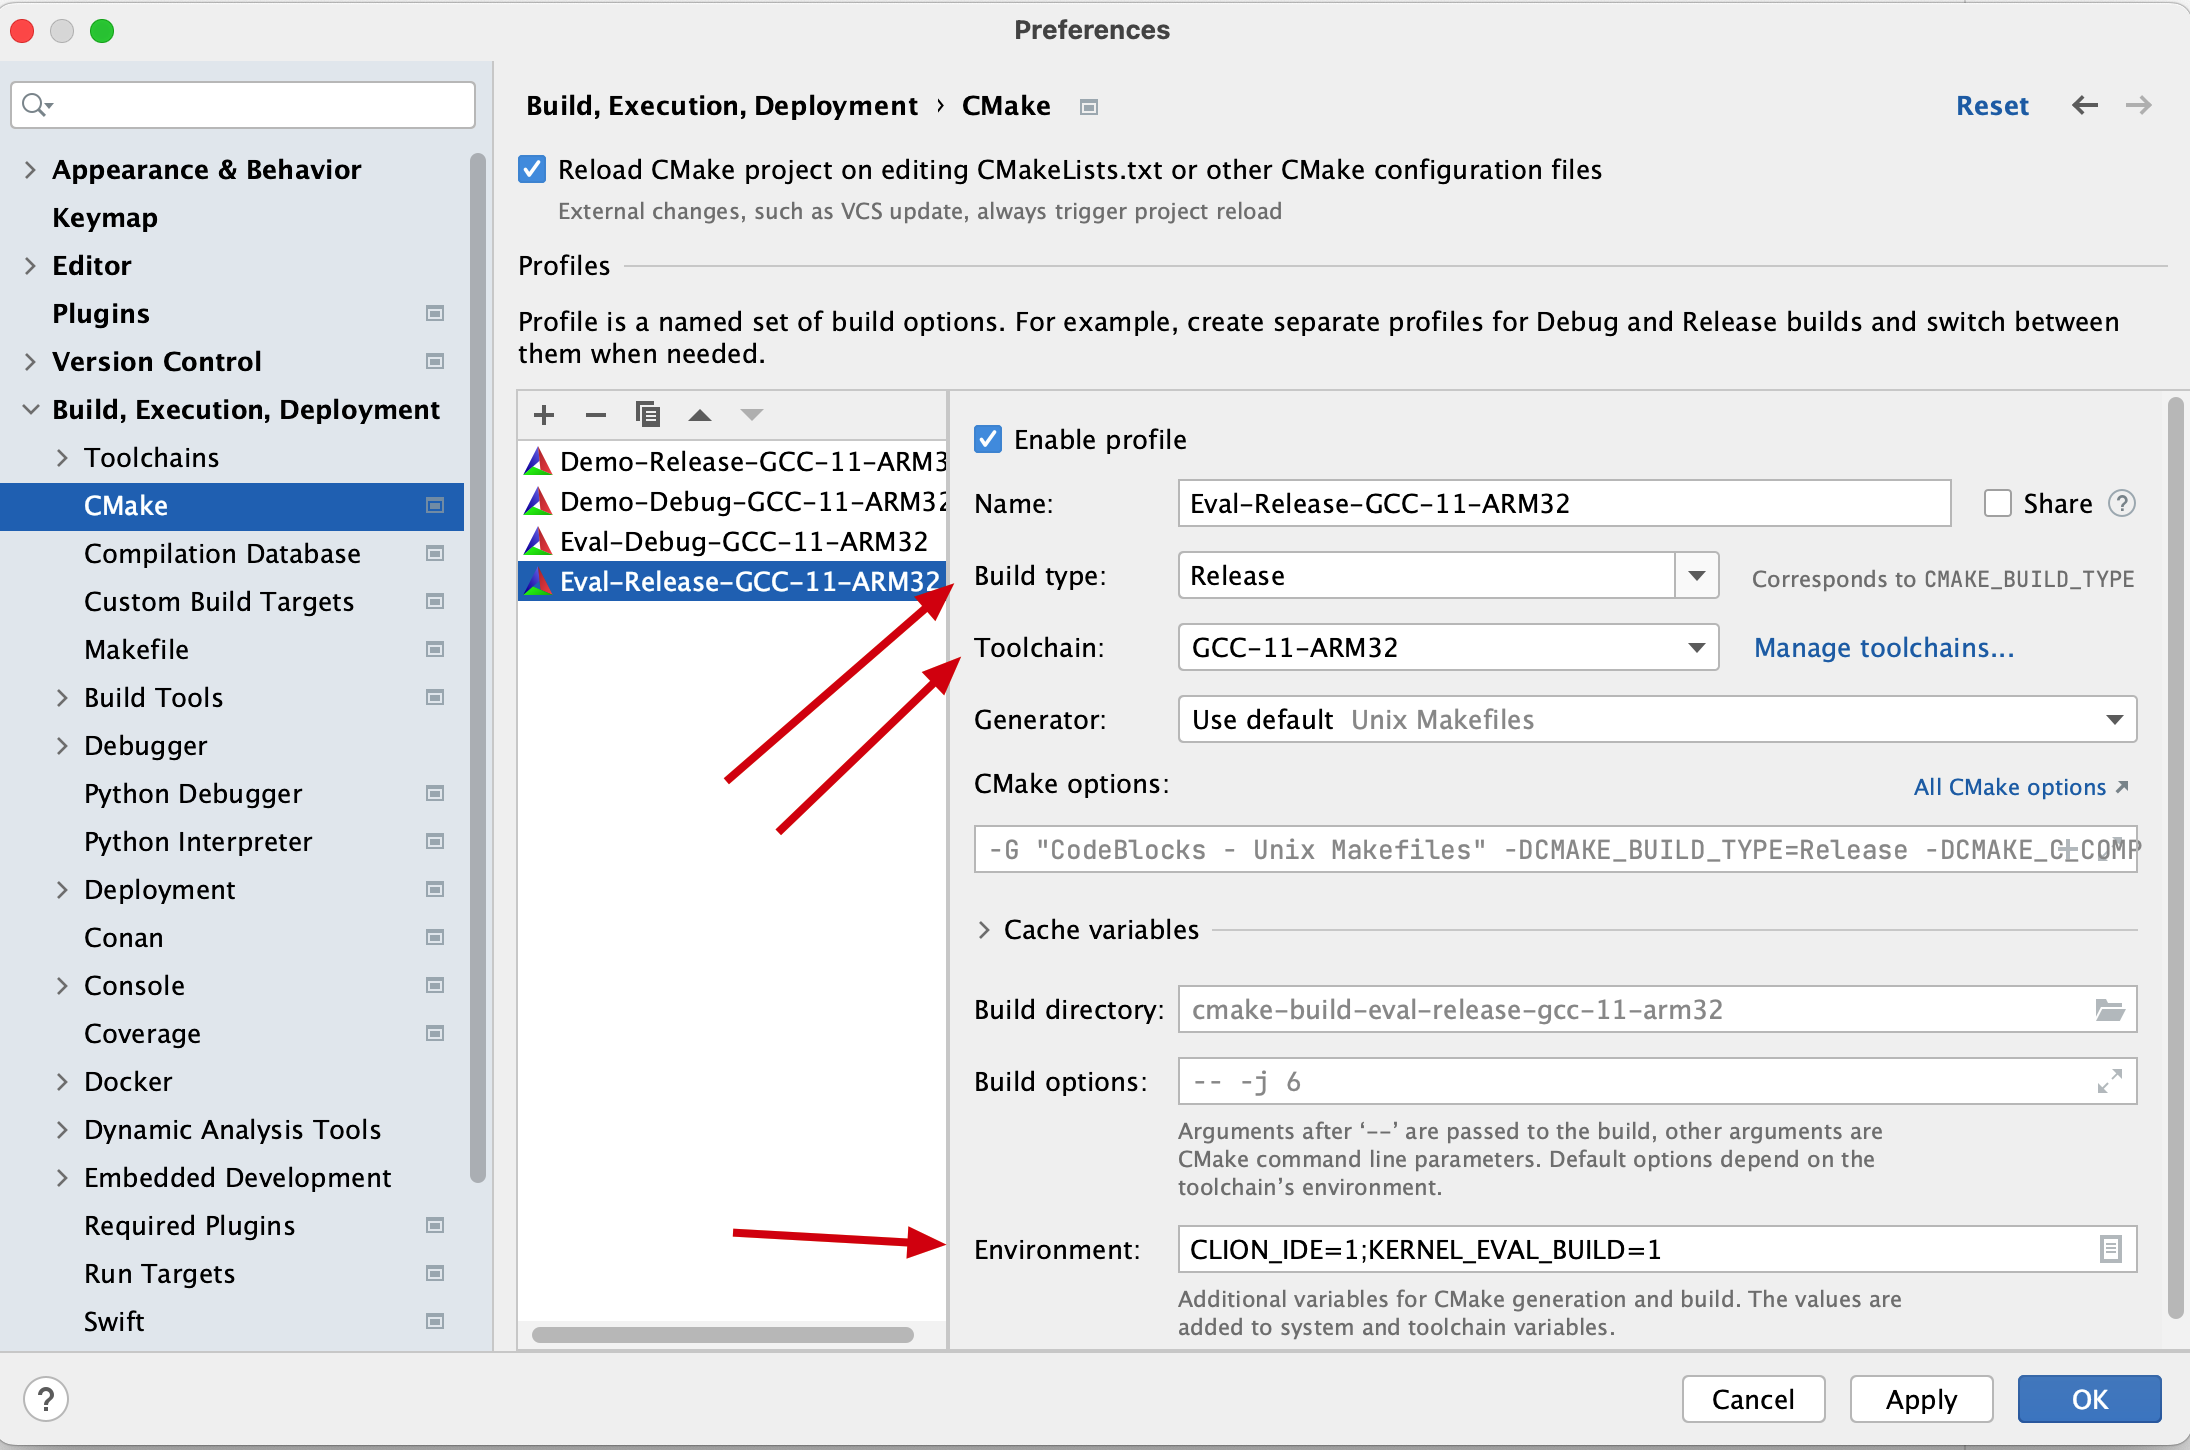 Preferences
Appearance & Behavior
Keymap
Editor
Plugins
Version Control
Build, Execution, Deployment
Toolchains
CMake
Compilation Database
Custom Build Targets
Makefile
Build Tools
Debugger
Python Debugger
Python Interpreter
Deployment
Conan
Console
Coverage
Docker
Dynamic Analysis Tools
Embedded Development
Required Plugins
Run Targets
Swift
Build, Execution, Deployment › CMake
Reset
Reload CMake project on editing CMakeLists.txt or other CMake configuration files
External changes, such as VCS update, always trigger project reload
Profiles
Profile is a named set of build options. For example, create separate profiles for Debug and Release builds and switch between
them when needed.
Demo-Release-GCC-11-ARM3
Demo-Debug-GCC-11-ARM32
Eval-Debug-GCC-11-ARM32
Eval-Release-GCC-11-ARM32
Enable profile
Name: Eval-Release-GCC-11-ARM32 Share ?
Build type: Release Corresponds to CMAKE_BUILD_TYPE
Toolchain: GCC-11-ARM32 Manage toolchains...
Generator: Use default Unix Makefiles
CMake options: All CMake options ↗
-G "CodeBlocks - Unix Makefiles" -DCMAKE_BUILD_TYPE=Release -DCMAKE_C_COMP
Cache variables
Build directory: cmake-build-eval-release-gcc-11-arm32
Build options: -- -j 6
Arguments after ‘--’ are passed to the build, other arguments are
CMake command line parameters. Default options depend on the
toolchain’s environment.
Environment: CLION_IDE=1;KERNEL_EVAL_BUILD=1
Additional variables for CMake generation and build. The values are
added to system and toolchain variables.
?
Cancel
Apply
OK